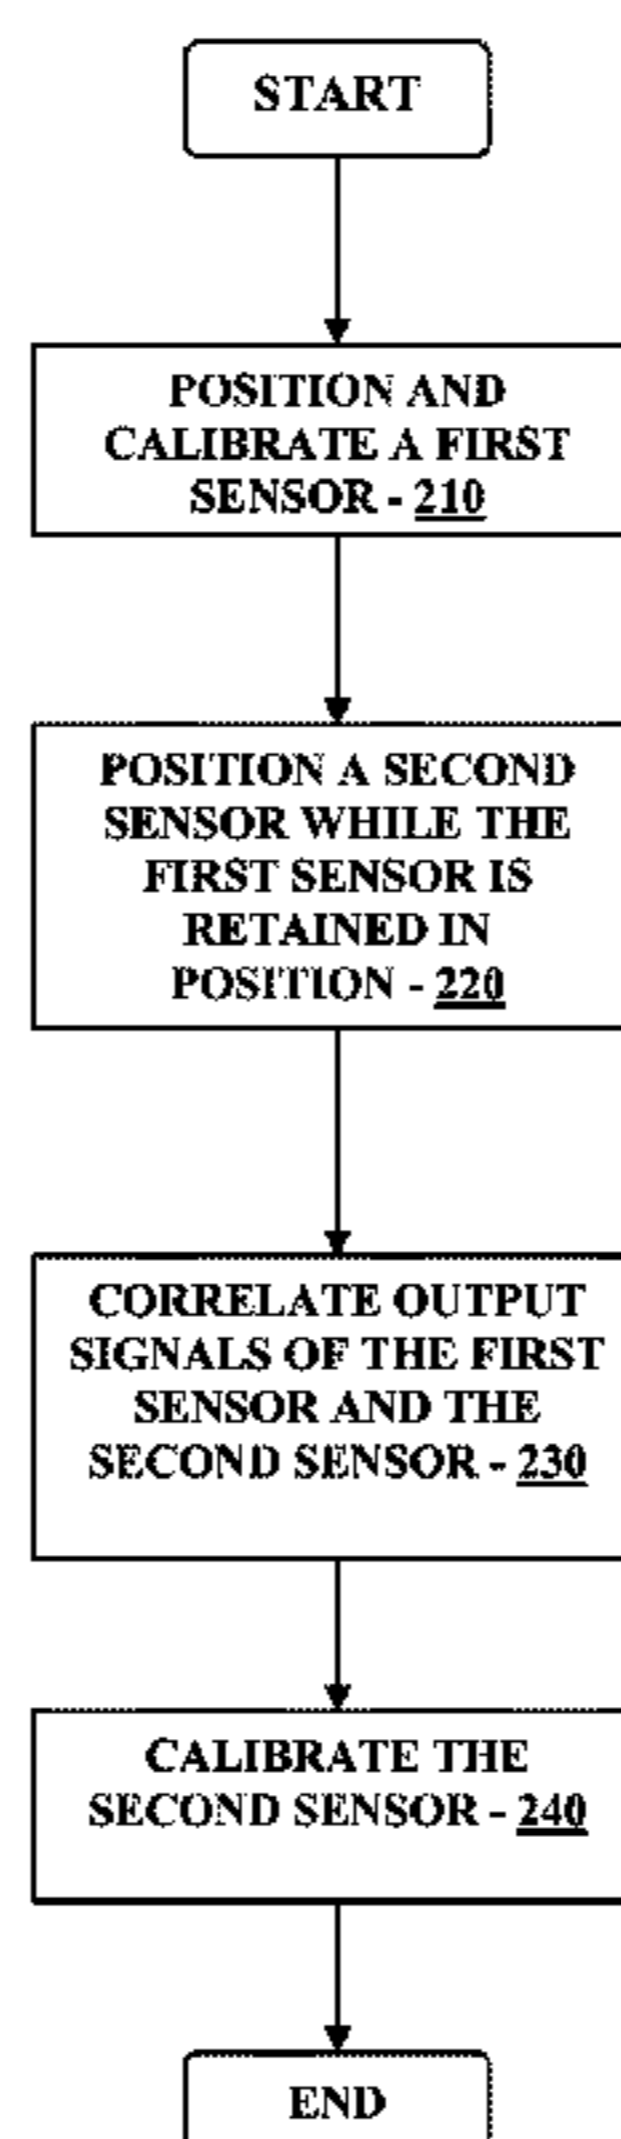 START
POSITION AND
CALIBRATE A FIRST
SENSOR - 210
POSITION A SECOND
SENSOR WHILE THE
FIRST SENSOR IS
RETAINED IN
POSITION - 220
CORRELATE OUTPUT
SIGNALS OF THE FIRST
SENSOR AND THE
SECOND SENSOR - 230
CALIBRATE THE
SECOND SENSOR - 240
END